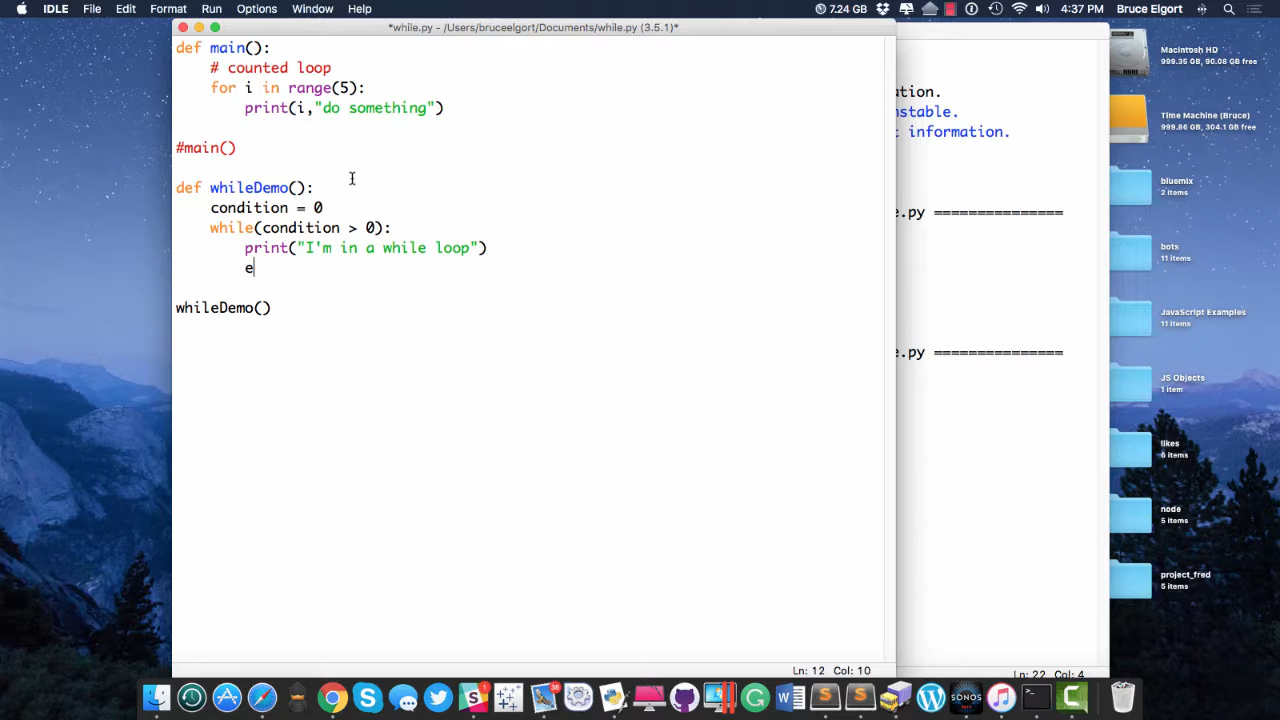 IDLE File Edit Format Run Options Window Help 7.24 GB 4:37 PM Bruce Elgort
*while.py - /Users/bruceelgort/Documents/while.py (3.5.1)*
def main():
    # counted loop
    for i in range(5):
        print(i,"do something")
#main()
def whileDemo():
    condition = 0
    while(condition > 0):
        print("I'm in a while loop")
        e
whileDemo()
Ln: 12 Col: 10
nstable.
information.
e.py ===============
e.py ===============
Ln: 22 Col: 4
Macintosh HD
999.35 GB, 90.08 GB free
Time Machine (Bruce)
999.86 GB, 304.1 GB free
bluemix
2 items
bots
11 items
JavaScript Examples
11 items
JS Objects
1 item
likes
6 items
node
5 items
project_fred
5 items
SONOS